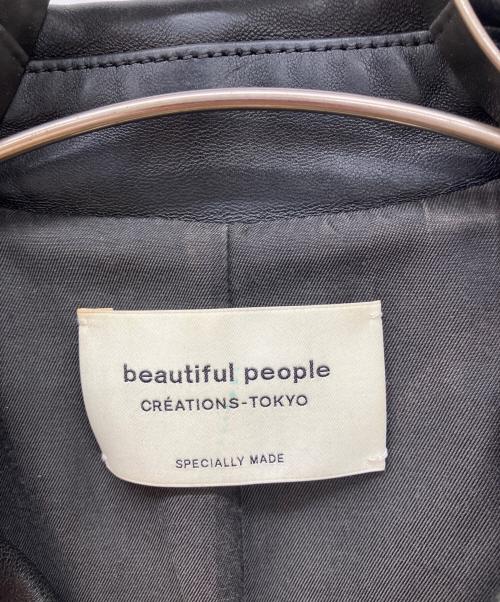 beautiful people
CRÉATIONS-TOKYO
SPECIALLY MADE